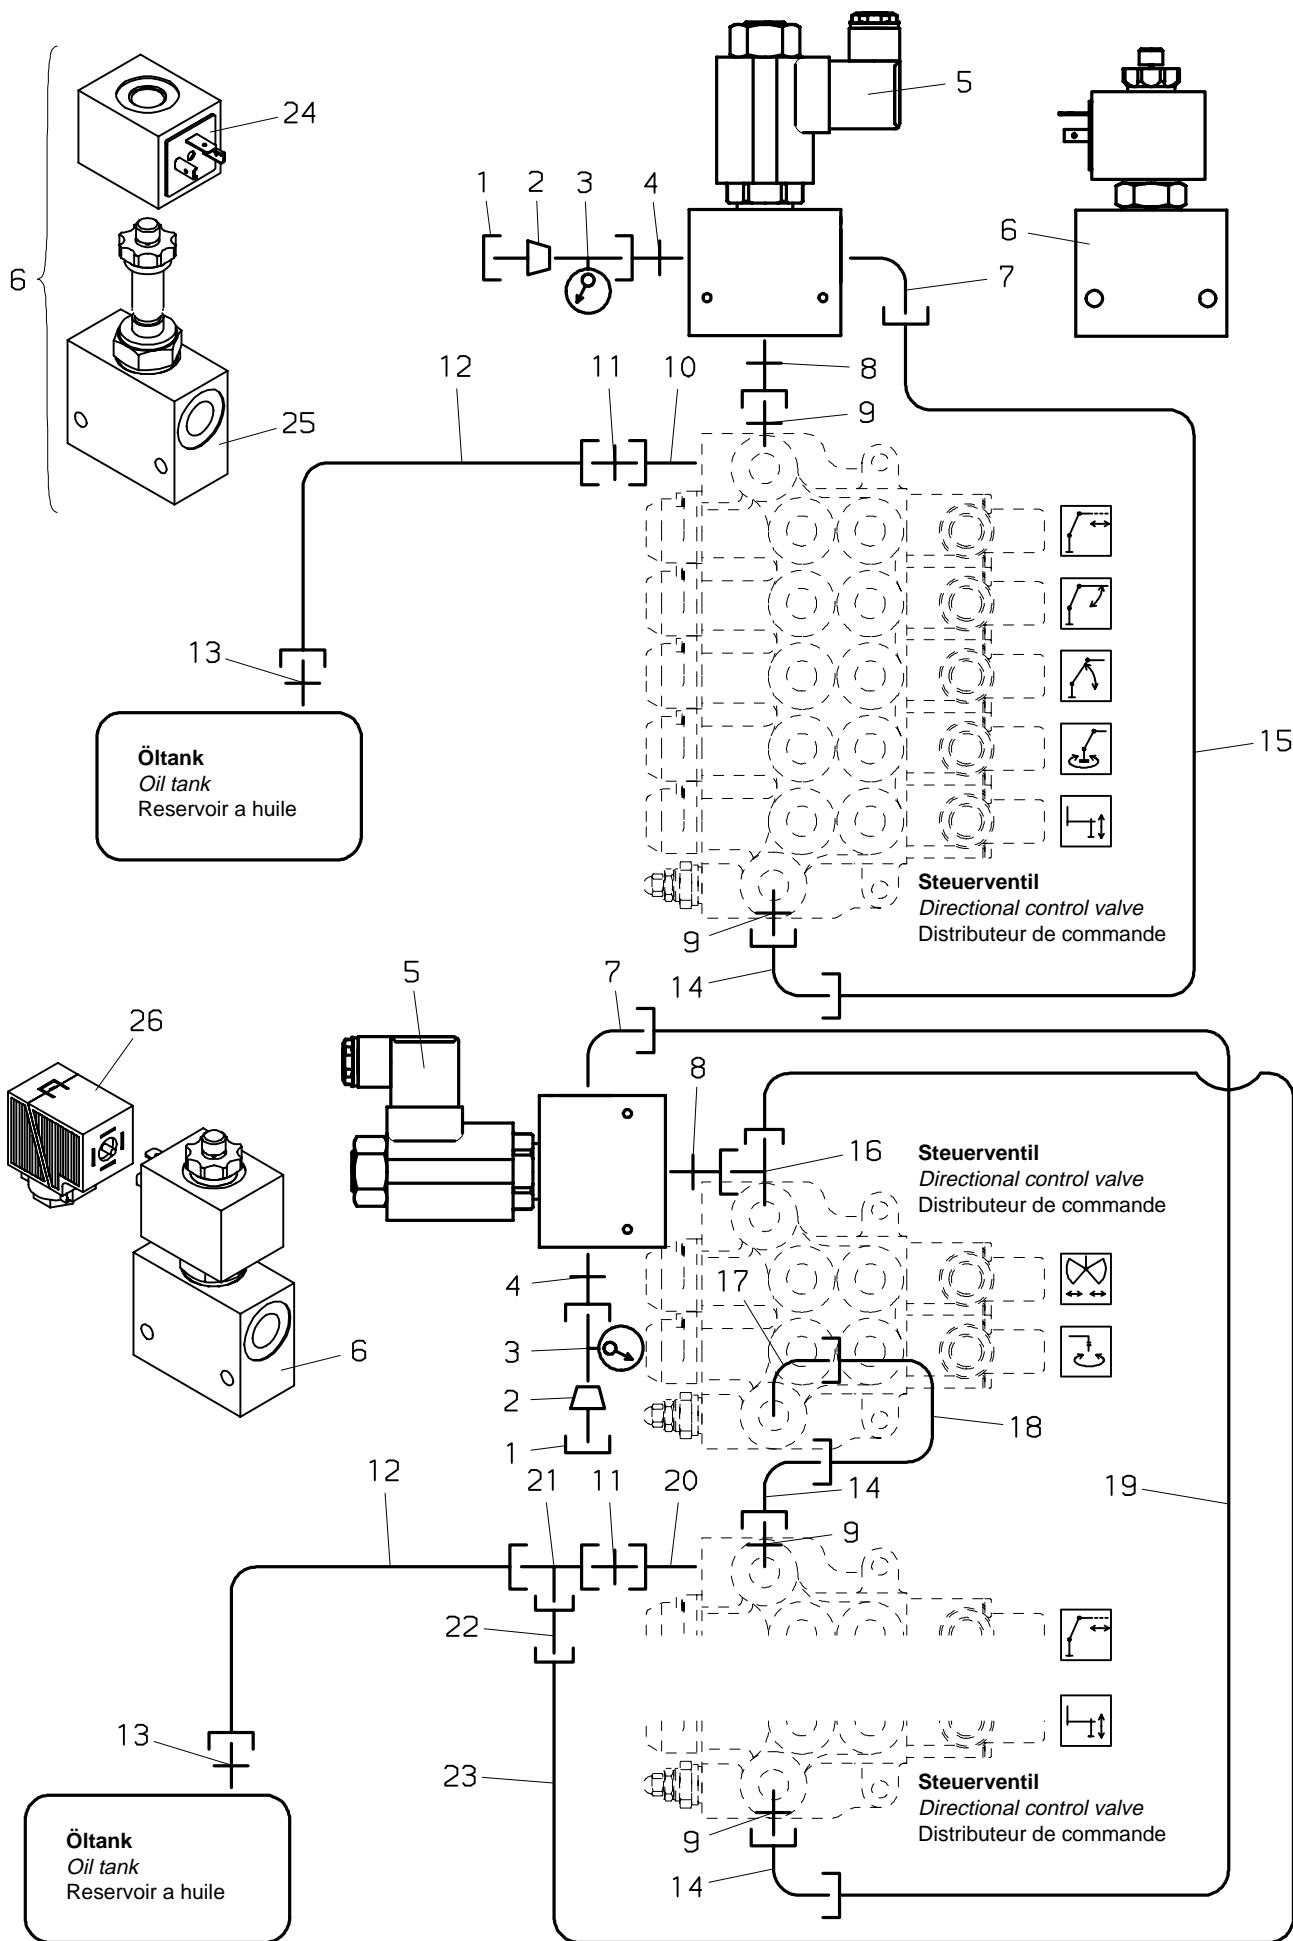 5
24
1 2 3 4
6
6
7
8
12
11
10
9
25
13
15
Öltank
Oil tank
Reservoir a huile
Steuerventil
Directional control valve
Distributeur de commande
9
14
5
7
26
8
16
Steuerventil
Directional control valve
Distributeur de commande
4
17
3
6
2
18
1
12
21
11
20
14
19
9
22
13
23
Steuerventil
Directional control valve
Distributeur de commande
9
Öltank
Oil tank
Reservoir a huile
14